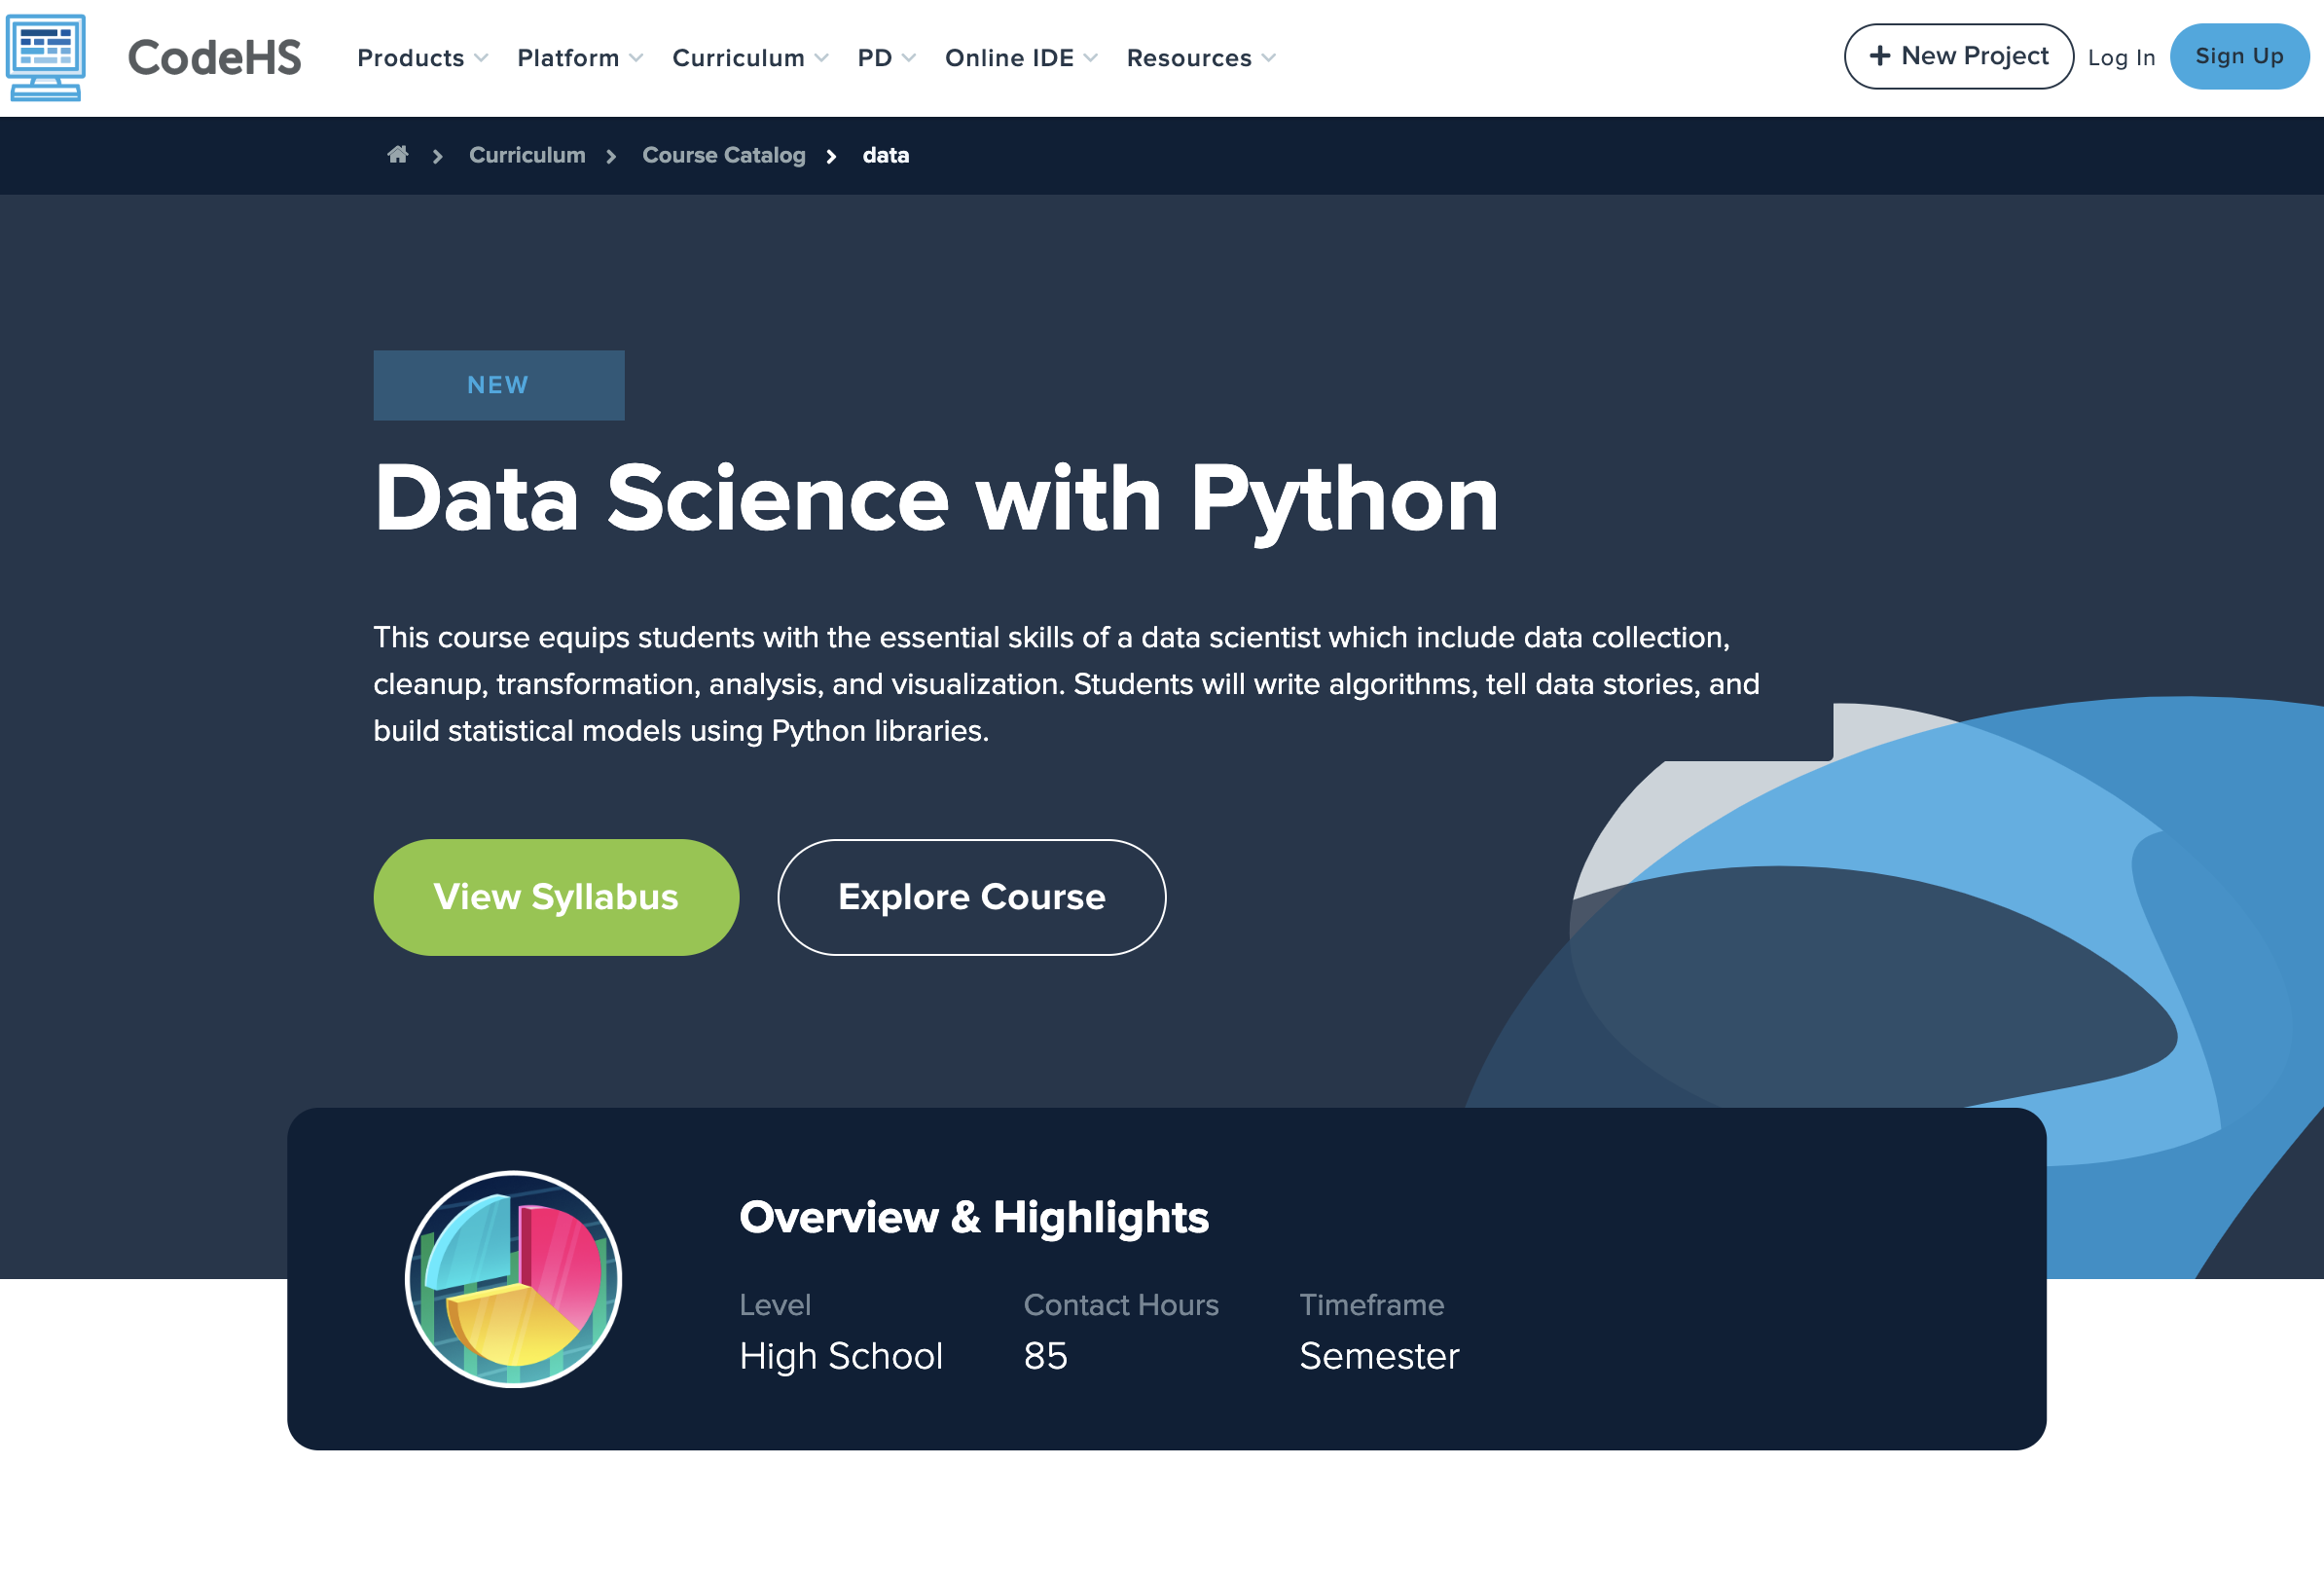 CodeHS
Products Platform Curriculum PD Online IDE Resources
+ New Project Log In Sign Up
Curriculum Course Catalog data
NEW
Data Science with Python
This course equips students with the essential skills of a data scientist which include data collection,
cleanup, transformation, analysis, and visualization. Students will write algorithms, tell data stories, and
build statistical models using Python libraries.
View Syllabus Explore Course
Overview & Highlights
Level Contact Hours Timeframe
High School 85 Semester